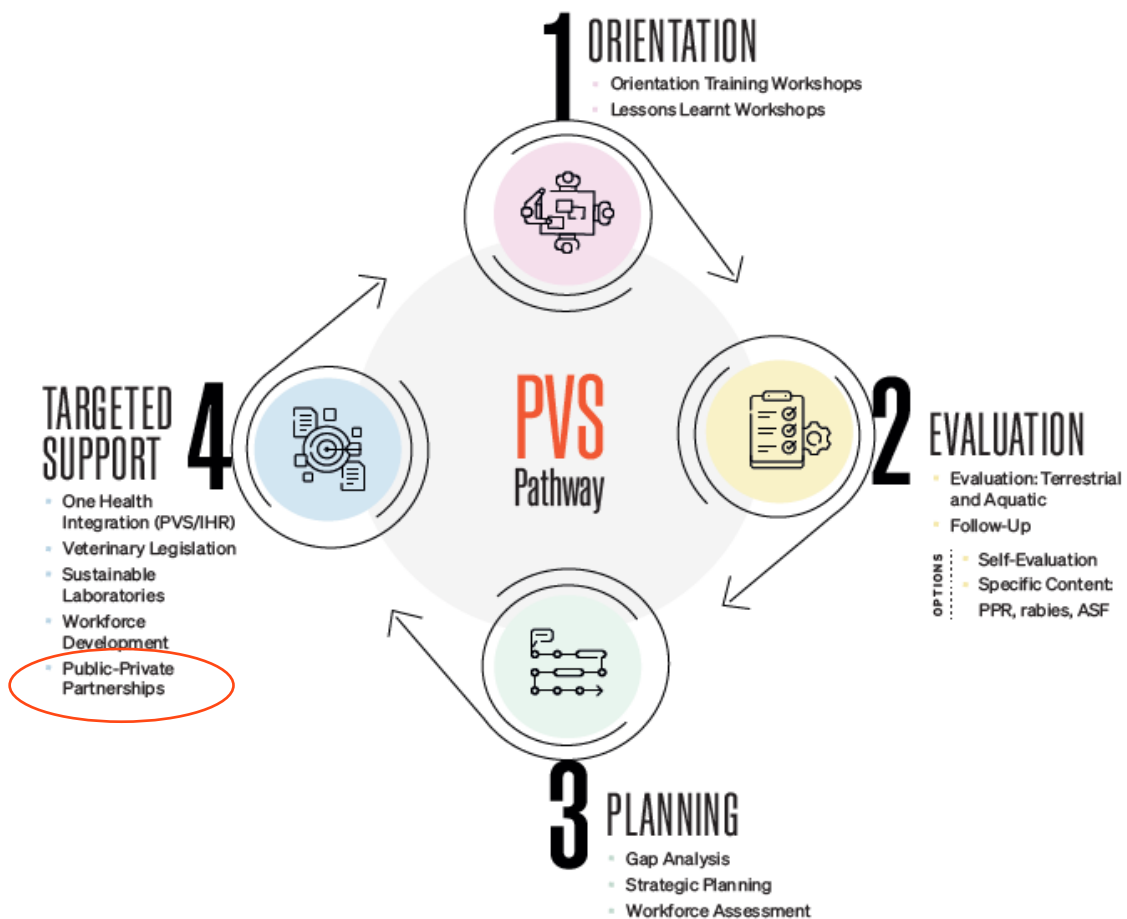 1 ORIENTATION
Orientation Training Workshops
Lessons Learnt Workshops
PVS
Pathway
2 EVALUATION
Evaluation: Terrestrial
and Aquatic
Follow-Up
OPTIONS
Self-Evaluation
Specific Content:
PPR, rabies, ASF
3 PLANNING
Gap Analysis
Strategic Planning
Workforce Assessment
TARGETED
SUPPORT 4
One Health
Integration (PVS/IHR)
Veterinary Legislation
Sustainable
Laboratories
Workforce
Development
Public-Private
Partnerships